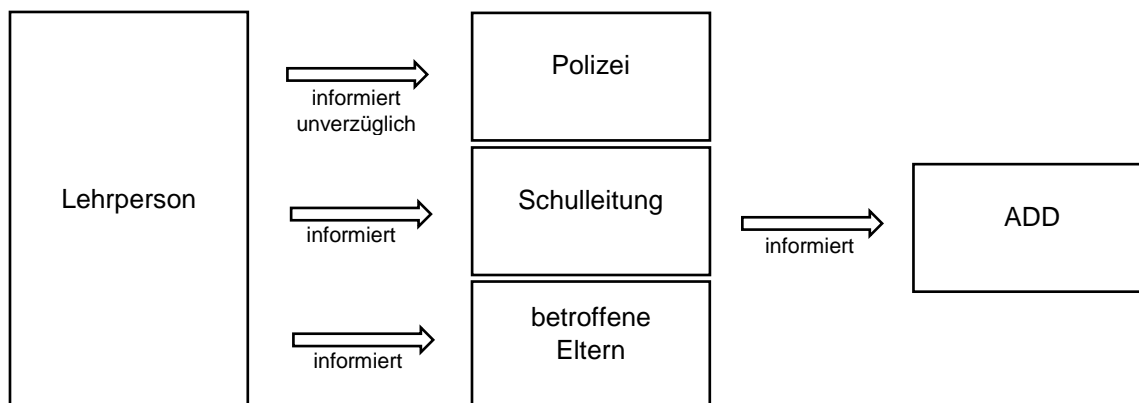 Lehrperson
informiert
unverzüglich
Polizei
informiert
Schulleitung
informiert
ADD
informiert
betroffene
Eltern